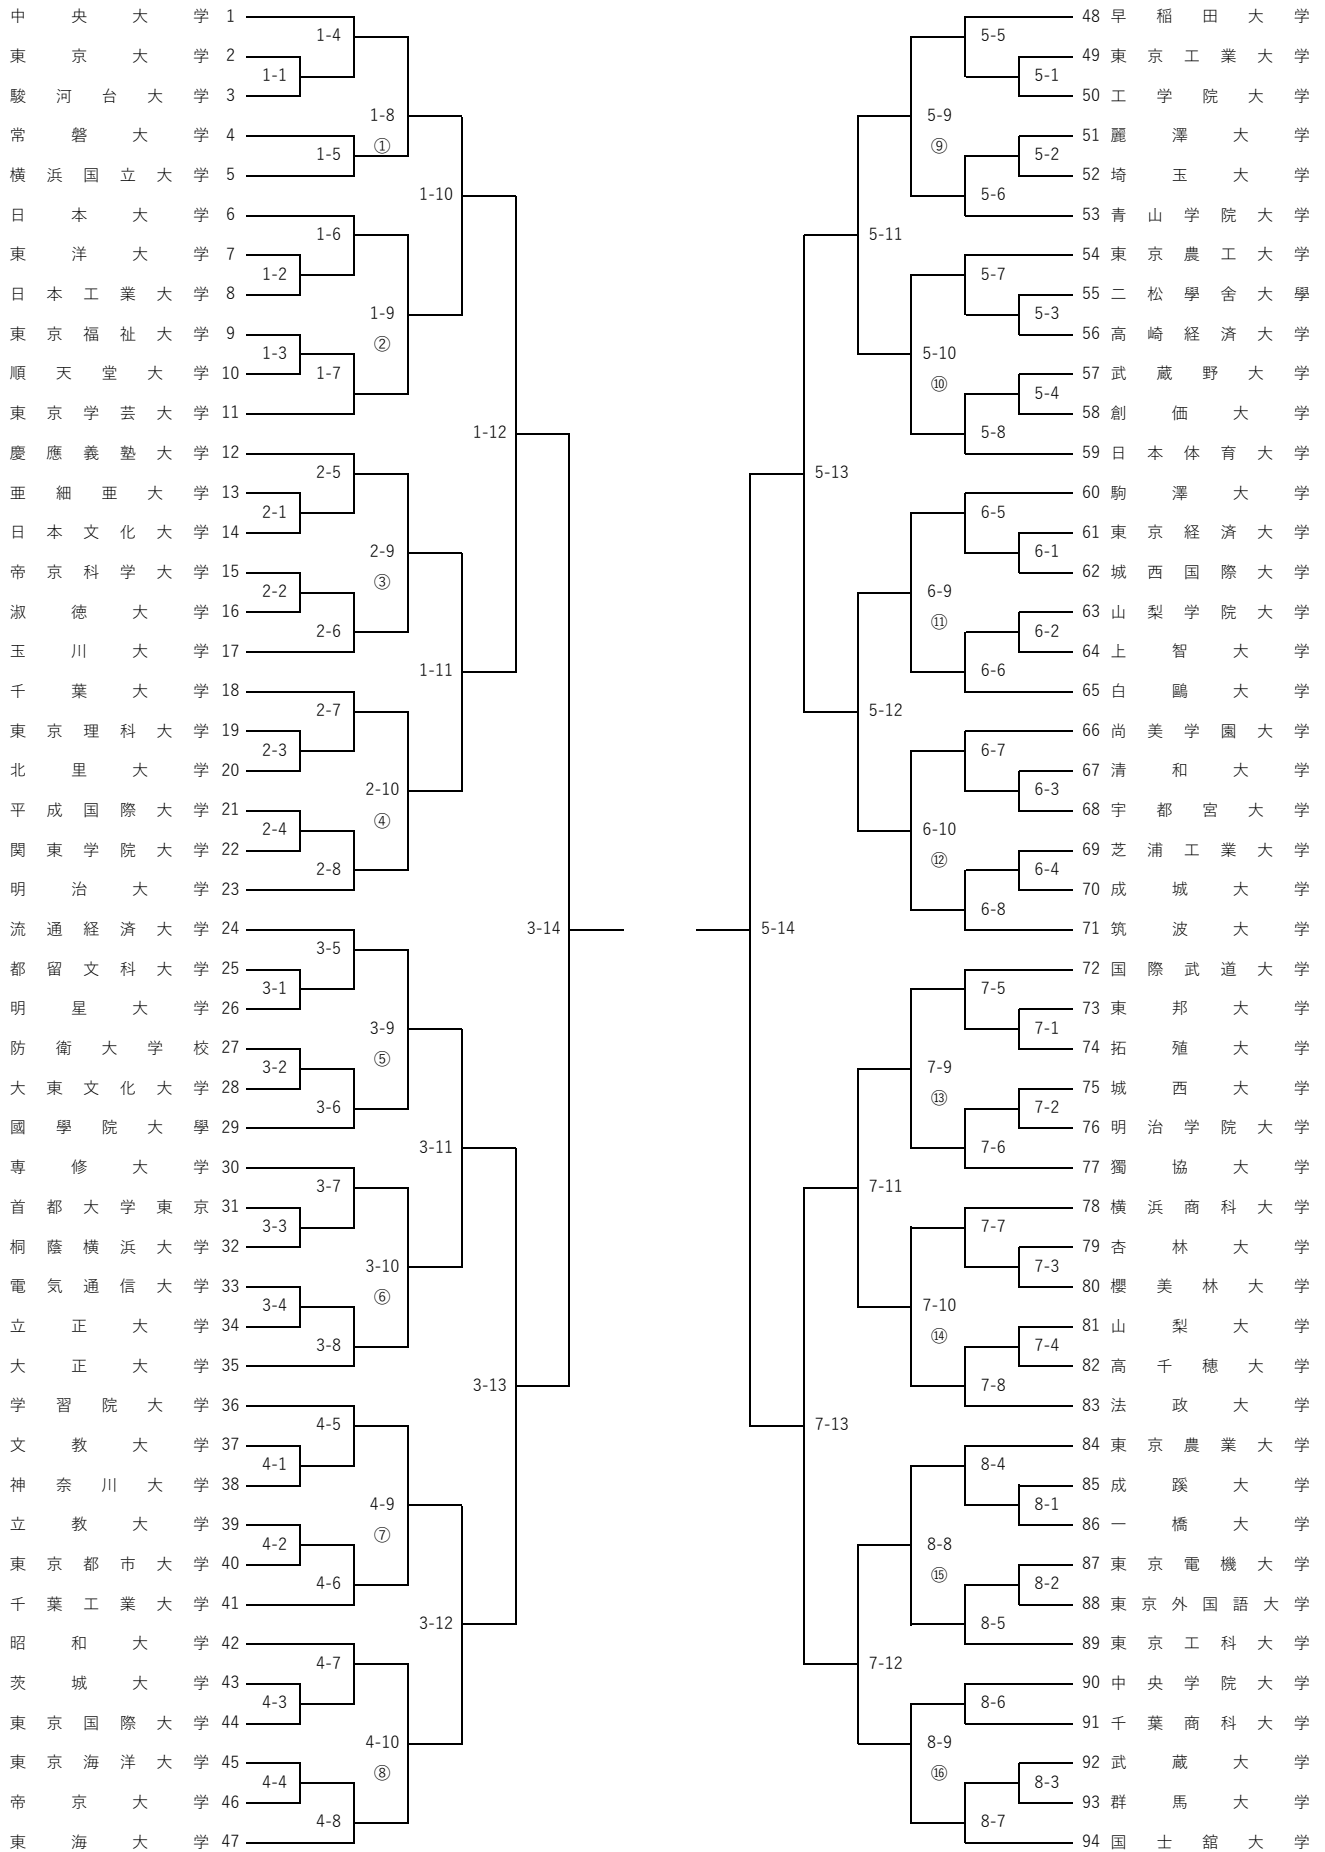 中央大学 1
東京大学 2
駿河台大学 3
常磐大学 4
横浜国立大学 5
日本大学 6
東洋大学 7
日本工業大学 8
東京福祉大学 9
順天堂大学 10
東京学芸大学 11
慶應義塾大学 12
亜細亜大学 13
日本文化大学 14
帝京科学大学 15
淑徳大学 16
玉川大学 17
千葉大学 18
東京理科大学 19
北里大学 20
平成国際大学 21
関東学院大学 22
明治大学 23
流通経済大学 24
都留文科大学 25
明星大学 26
防衛大学校 27
大東文化大学 28
國學院大學 29
専修大学 30
首都大学東京 31
桐蔭横浜大学 32
電気通信大学 33
立正大学 34
大正大学 35
学習院大学 36
文教大学 37
神奈川大学 38
立教大学 39
東京都市大学 40
千葉工業大学 41
昭和大学 42
茨城大学 43
東京国際大学 44
東京海洋大学 45
帝京大学 46
東海大学 47
1-1
1-2
1-3
2-1
2-2
2-3
2-4
3-1
3-2
3-3
3-4
4-1
4-2
4-3
4-4
1-4
1-5
1-6
1-7
2-5
2-6
2-7
2-8
3-5
3-6
3-7
3-8
4-5
4-6
4-7
4-8
1-8
①
1-9
②
2-9
③
2-10
④
3-9
⑤
3-10
⑥
4-9
⑦
4-10
⑧
1-10
1-11
3-11
3-12
1-12
3-13
3-14
5-14
5-13
7-13
5-11
5-12
7-11
7-12
5-9
⑨
5-10
⑩
6-9
⑪
6-10
⑫
7-9
⑬
7-10
⑭
8-8
⑮
8-9
⑯
5-5
5-6
5-7
5-8
6-5
6-6
6-7
6-8
7-5
7-6
7-7
7-8
8-4
8-5
8-6
8-7
5-1
5-2
5-3
5-4
6-1
6-2
6-3
6-4
7-1
7-2
7-3
7-4
8-1
8-2
8-3
48 早稲田大学
49 東京工業大学
50 工学院大学
51 麗澤大学
52 埼玉大学
53 青山学院大学
54 東京農工大学
55 二松學舍大學
56 高崎経済大学
57 武蔵野大学
58 創価大学
59 日本体育大学
60 駒澤大学
61 東京経済大学
62 城西国際大学
63 山梨学院大学
64 上智大学
65 白鷗大学
66 尚美学園大学
67 清和大学
68 宇都宮大学
69 芝浦工業大学
70 成城大学
71 筑波大学
72 国際武道大学
73 東邦大学
74 拓殖大学
75 城西大学
76 明治学院大学
77 獨協大学
78 横浜商科大学
79 杏林大学
80 櫻美林大学
81 山梨大学
82 高千穂大学
83 法政大学
84 東京農業大学
85 成蹊大学
86 一橋大学
87 東京電機大学
88 東京外国語大学
89 東京工科大学
90 中央学院大学
91 千葉商科大学
92 武蔵大学
93 群馬大学
94 国士舘大学